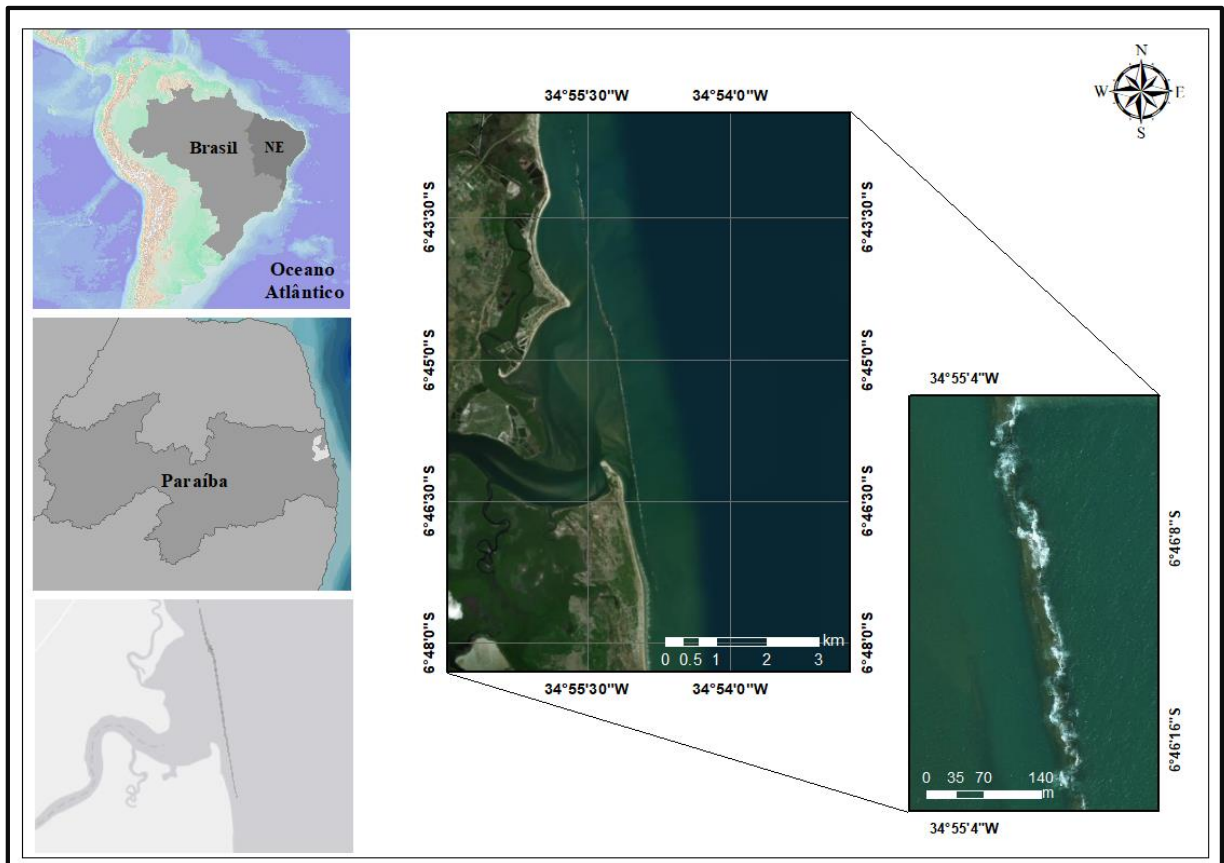 Brasil
NE
Oceano
Atlântico
Paraíba
34°55'30"W 34°54'0"W
6°43'30"S
6°45'0"S
6°46'30"S
6°48'0"S
6°43'30"S
6°45'0"S
6°46'30"S
6°48'0"S
km
0 0.5 1 2 3
34°55'30"W 34°54'0"W
N
W E
S
34°55'4"W
6°46'8"S
6°46'16"S
0 35 70 140
m
34°55'4"W